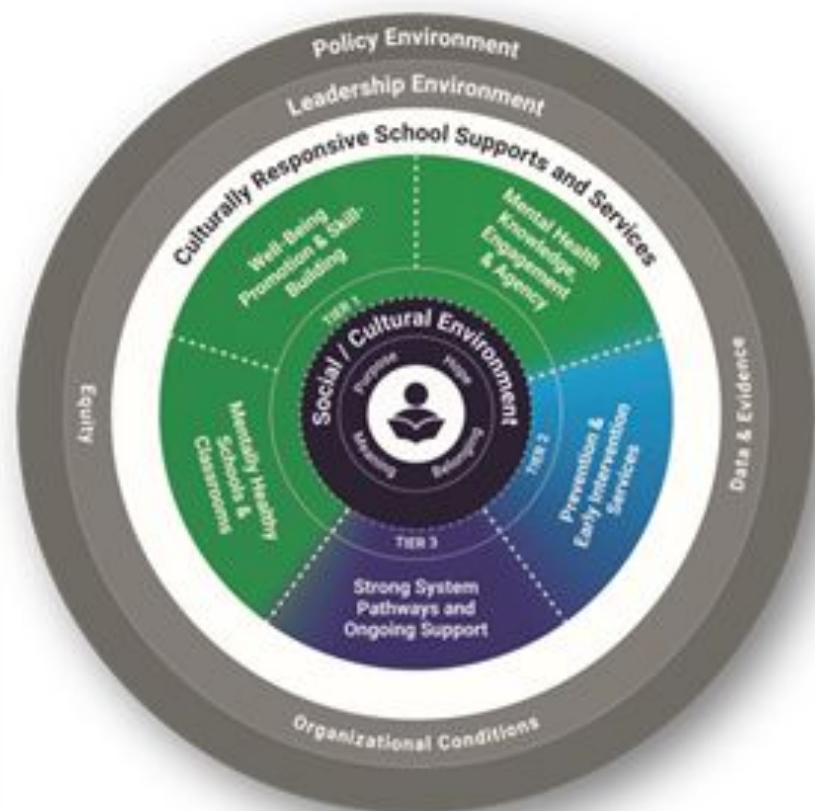 Policy Environment
Leadership Environment
Culturally Responsive School Supports and Services
Well-Being
Promotion & Skill-
Building
Mental Health
Knowledge,
Engagement
& Agency
TIER 1
Social / Cultural Environment
Purpose
Hope
Meaning
Belonging
Equity
Data & Evidence
Mentally Healthy
Schools &
Classrooms
TIER 2
Prevention &
Early Intervention
Services
TIER 3
Strong System
Pathways and
Ongoing Support
Organizational Conditions